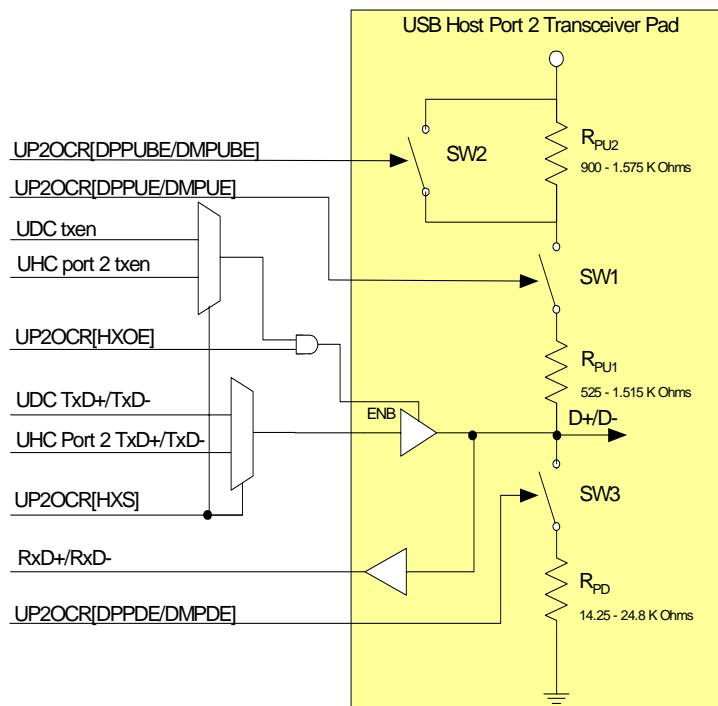 USB Host Port 2 Transceiver Pad
UP2OCR[DPPUBE/DMPUBE]
SW2
RPU2
900 - 1.575 K Ohms
UP2OCR[DPPUE/DMPUE]
UDC txen
UHC port 2 txen
SW1
UP2OCR[HXOE]
RPU1
525 - 1.515 K Ohms
UDC TxD+/TxD-
ENB
D+/D-
UHC Port 2 TxD+/TxD-
UP2OCR[HXS]
SW3
RxD+/RxD-
RPD
14.25 - 24.8 K Ohms
UP2OCR[DPPDE/DMPDE]